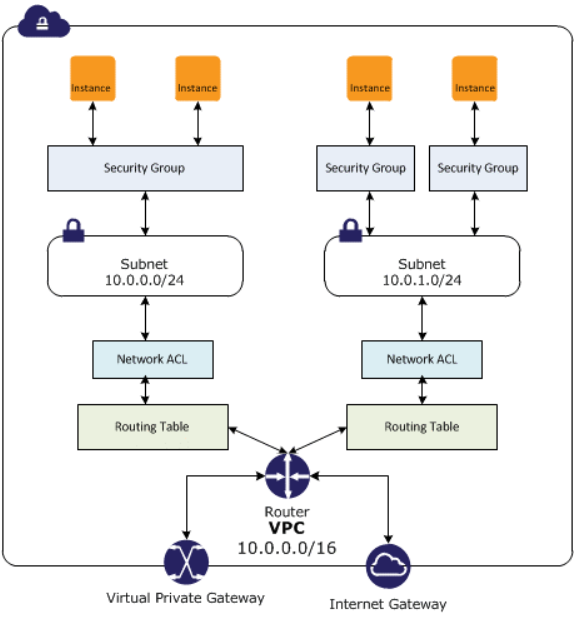 Instance
Instance
Instance
Instance
Security Group
Security Group
Security Group
Subnet
10.0.0.0/24
Subnet
10.0.1.0/24
Network ACL
Network ACL
Routing Table
Routing Table
Router
VPC
10.0.0.0/16
Virtual Private Gateway
Internet Gateway